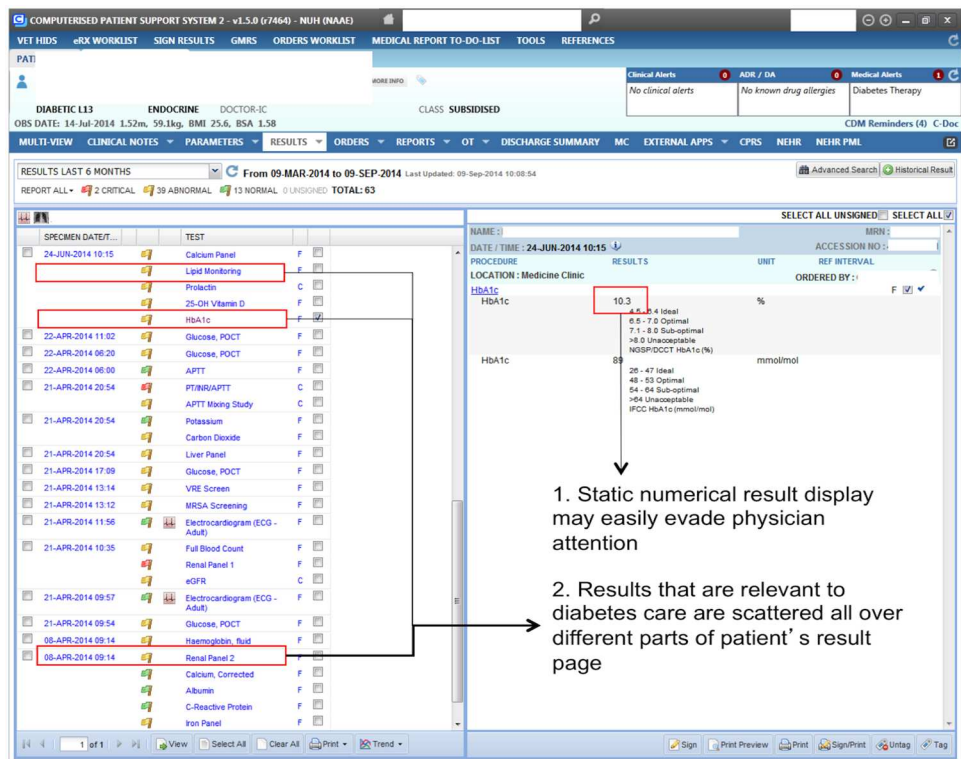 COMPUTERISED PATIENT SUPPORT SYSTEM 2 - v1.5.0 (r7464) - NUH (NAAE)
VET HIDS eRX WORKLIST SIGN RESULTS GMRS ORDERS WORKLIST MEDICAL REPORT TO-DO-LIST TOOLS REFERENCES
PATI
MORE INFO
Clinical Alerts 0 ADR / DA 0 Medical Alerts 1
No clinical alerts No known drug allergies Diabetes Therapy
DIABETIC L13 ENDOCRINE DOCTOR-IC CLASS SUBSIDISED
OBS DATE: 14-Jul-2014 1.52m, 59.1kg, BMI 25.6, BSA 1.58 CDM Reminders (4) C-Doc
MULTI-VIEW CLINICAL NOTES PARAMETERS RESULTS ORDERS REPORTS OT DISCHARGE SUMMARY MC EXTERNAL APPS CPRS NEHR NEHR PML
RESULTS LAST 6 MONTHS From 09-MAR-2014 to 09-SEP-2014 Last Updated: 09-Sep-2014 10:08:54 Advanced Search Historical Result
REPORT ALL 2 CRITICAL 39 ABNORMAL 13 NORMAL 0 UNSIGNED TOTAL: 63
SELECT ALL UNSIGNED SELECT ALL
SPECIMEN DATE/T... TEST
24-JUN-2014 10:15 Calcium Panel F
Lipid Monitoring F
Prolactin C
25-OH Vitamin D F
HbA1c F
22-APR-2014 11:02 Glucose, POCT F
22-APR-2014 06:20 Glucose, POCT F
22-APR-2014 06:00 APTT F
21-APR-2014 20:54 PT/INR/APTT C
APTT Mixing Study C
21-APR-2014 20:54 Potassium F
Carbon Dioxide F
21-APR-2014 20:54 Liver Panel F
21-APR-2014 17:09 Glucose, POCT F
21-APR-2014 13:14 VRE Screen F
21-APR-2014 13:12 MRSA Screening F
21-APR-2014 11:56 Electrocardiogram (ECG - F
Adult)
21-APR-2014 10:35 Full Blood Count F
Renal Panel 1 F
eGFR C
21-APR-2014 09:57 Electrocardiogram (ECG - F
Adult)
21-APR-2014 09:54 Glucose, POCT F
08-APR-2014 09:14 Haemoglobin, fluid F
08-APR-2014 09:14 Renal Panel 2 F
Calcium, Corrected F
Albumin F
C-Reactive Protein F
Iron Panel F
1 of 1 View Select All Clear All Print Trend
NAME : MRN :
DATE / TIME : 24-JUN-2014 10:15 ACCESSION NO :
PROCEDURE RESULTS UNIT REF INTERVAL
LOCATION : Medicine Clinic ORDERED BY :
HbA1c F
HbA1c 10.3 %
4.5 - 6.4 Ideal
6.5 - 7.0 Optimal
7.1 - 8.0 Sub-optimal
>8.0 Unacceptable
NGSP/DCCT HbA1c (%)
HbA1c 89 mmol/mol
26 - 47 Ideal
48 - 53 Optimal
54 - 64 Sub-optimal
>64 Unacceptable
IFCC HbA1c (mmol/mol)
1. Static numerical result display
may easily evade physician
attention
2. Results that are relevant to
diabetes care are scattered all over
different parts of patient's result
page
Sign Print Preview Print Sign/Print Untag Tag